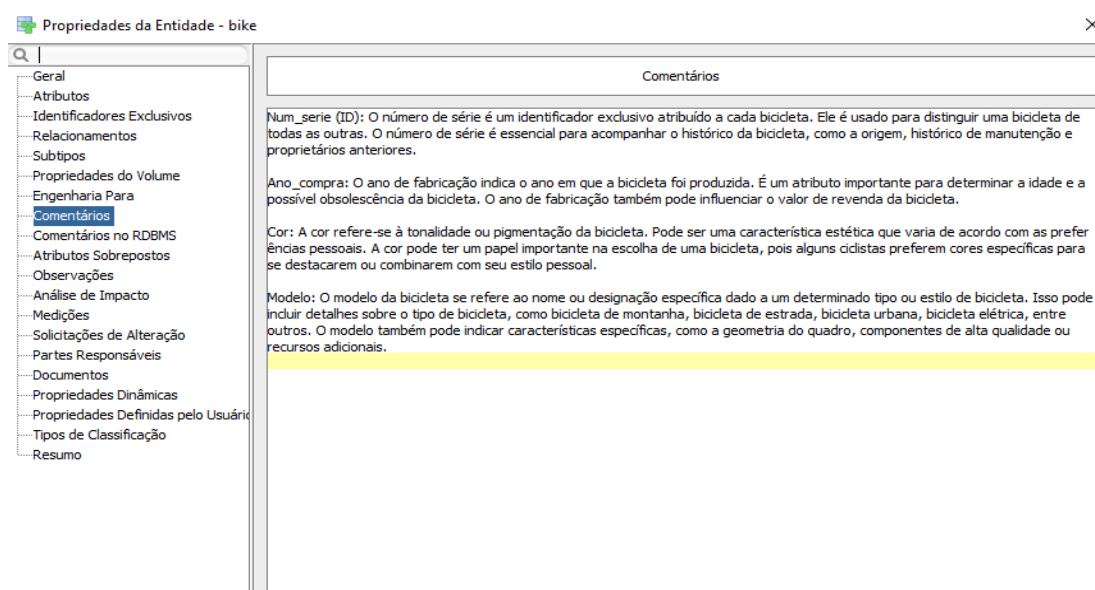 Propriedades da Entidade - bike
Geral
Atributos
Identificadores Exclusivos
Relacionamentos
Subtipos
Propriedades do Volume
Engenharia Para
Comentários
Comentários no RDBMS
Atributos Sobrepostos
Observações
Análise de Impacto
Medições
Solicitações de Alteração
Partes Responsáveis
Documentos
Propriedades Dinâmicas
Propriedades Definidas pelo Usuário
Tipos de Classificação
Resumo
Comentários
Num_serie (ID): O número de série é um identificador exclusivo atribuído a cada bicicleta. Ele é usado para distinguir uma bicicleta de
todas as outras. O número de série é essencial para acompanhar o histórico da bicicleta, como a origem, histórico de manutenção e
proprietários anteriores.
Ano_compra: O ano de fabricação indica o ano em que a bicicleta foi produzida. É um atributo importante para determinar a idade e a
possível obsolescência da bicicleta. O ano de fabricação também pode influenciar o valor de revenda da bicicleta.
Cor: A cor refere-se à tonalidade ou pigmentação da bicicleta. Pode ser uma característica estética que varia de acordo com as prefer
ências pessoais. A cor pode ter um papel importante na escolha de uma bicicleta, pois alguns ciclistas preferem cores específicas para
se destacarem ou combinarem com seu estilo pessoal.
Modelo: O modelo da bicicleta se refere ao nome ou designação específica dado a um determinado tipo ou estilo de bicicleta. Isso pode
incluir detalhes sobre o tipo de bicicleta, como bicicleta de montanha, bicicleta de estrada, bicicleta urbana, bicicleta elétrica, entre
outros. O modelo também pode indicar características específicas, como a geometria do quadro, componentes de alta qualidade ou
recursos adicionais.